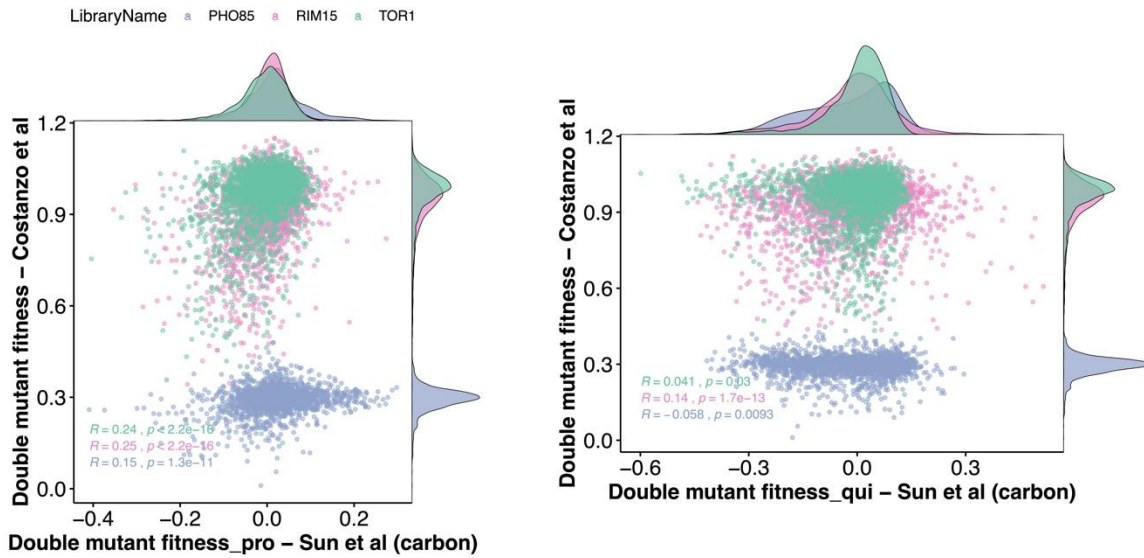 LibraryName a PHO85 a RIM15 a TOR1
Double mutant fitness – Costanzo et al
1.2
0.9
0.6
0.3
0.0
R = 0.24 , p < 2.2e−16
R = 0.25 , p < 2.2e−16
R = 0.15 , p = 1.3e−11
−0.4 −0.2 0.0 0.2
Double mutant fitness_pro – Sun et al (carbon)
Double mutant fitness – Costanzo et al
1.2
0.9
0.6
0.3
0.0
R = 0.041 , p = 0.03
R = 0.14 , p = 1.7e−13
R = −0.058 , p = 0.0093
−0.6 −0.3 0.0 0.3
Double mutant fitness_qui – Sun et al (carbon)